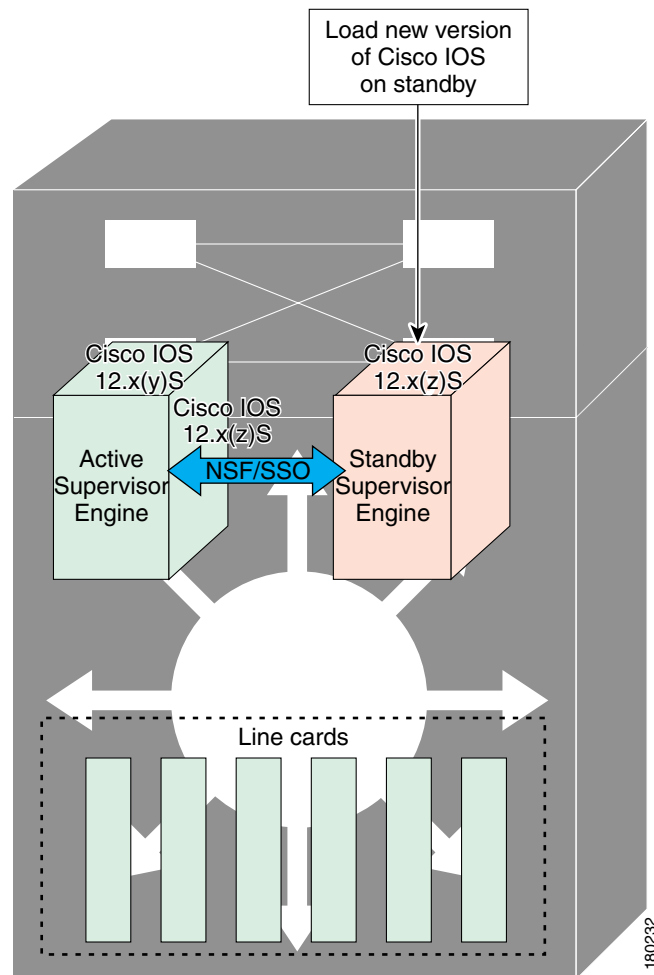 Load new version
of Cisco IOS
on standby
Cisco IOS
12.x(y)S
Cisco IOS
12.x(z)S
Cisco IOS
12.x(z)S
Active
Supervisor
Engine
NSF/SSO
Standby
Supervisor
Engine
Line cards
180232